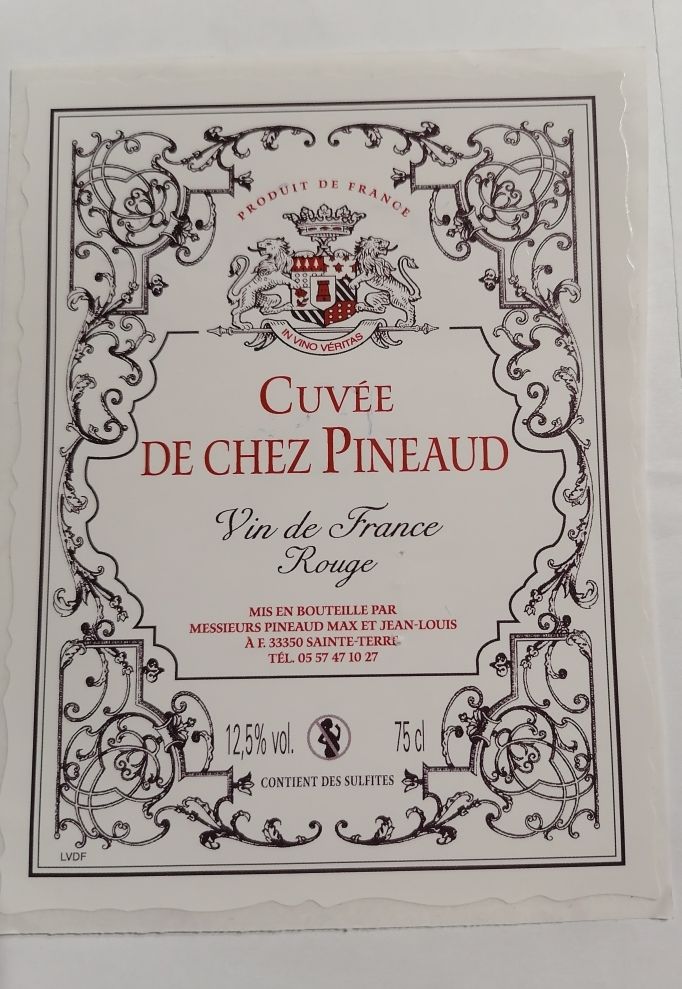 PRODUIT DE FRANCE
IN VINO VÉRITAS
CUVÉE
DE CHEZ PINEAUD
Vin de France
Rouge
MIS EN BOUTEILLE PAR
MESSIEURS PINEAUD MAX ET JEAN-LOUIS
À F. 33350 SAINTE-TERRE
TÉL. 05 57 47 10 27
12,5% vol. 75 cl
CONTIENT DES SULFITES
LVDF